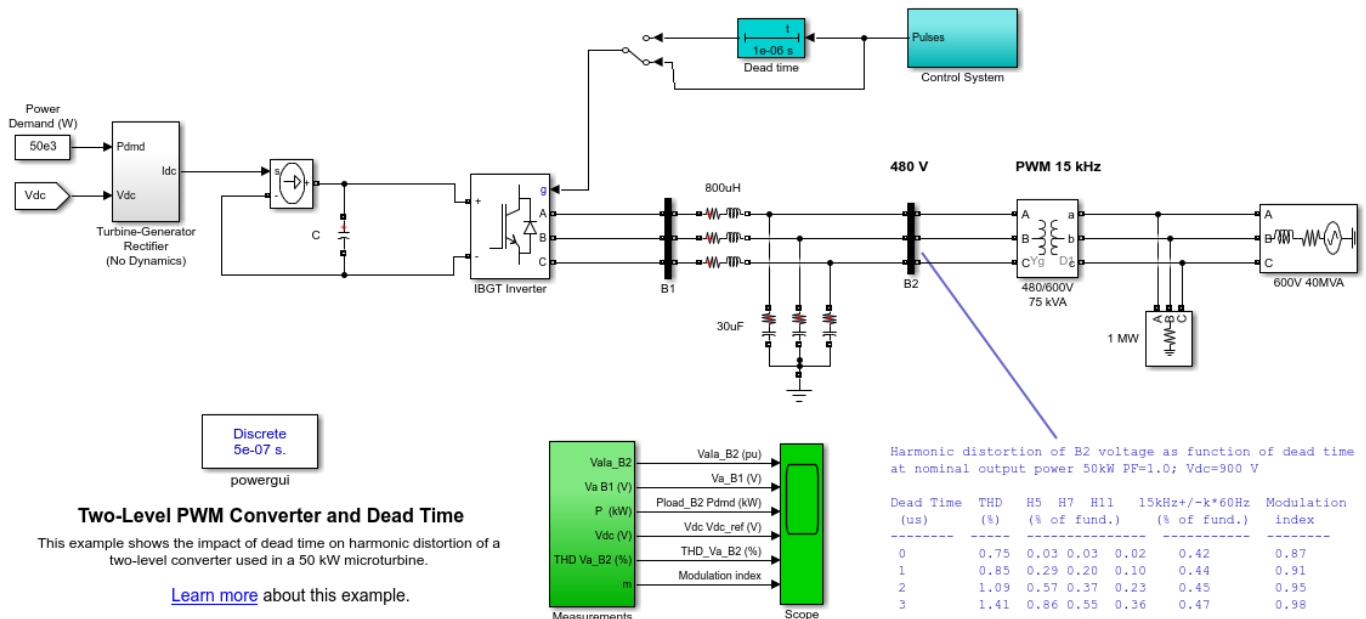 t
1e-06 s
Dead time
Pulses
Control System
Power
Demand (W)
50e3
Vdc
Pdmd
Vdc
Idc
Turbine-Generator
Rectifier
(No Dynamics)
s
+
-
C
+
-
g
A
B
C
IBGT Inverter
B1
800uH
30uF
480 V
B2
PWM 15 kHz
A
B
C
a
b
c
Yg
D1
480/600V
75 kVA
A
B
C
1 MW
A
B
C
600V 40MVA
Discrete
5e-07 s.
powergui
Two-Level PWM Converter and Dead Time
This example shows the impact of dead time on harmonic distortion of a
two-level converter used in a 50 kW microturbine.
Learn more about this example.
Vala_B2
Va B1 (V)
P (kW)
Vdc (V)
THD Va_B2 (%)
m
Measurements
Vala_B2 (pu)
Va_B1 (V)
Pload_B2 Pdmd (kW)
Vdc Vdc_ref (V)
THD_Va_B2 (%)
Modulation index
Scope
Harmonic distortion of B2 voltage as function of dead time
at nominal output power 50kW PF=1.0; Vdc=900 V
Dead Time THD H5 H7 H11 15kHz+/-k*60Hz Modulation
(us) (%) (% of fund.) (% of fund.) index
-------- ----- --------------- ----------- --------
0 0.75 0.03 0.03 0.02 0.42 0.87
1 0.85 0.29 0.20 0.10 0.44 0.91
2 1.09 0.57 0.37 0.23 0.45 0.95
3 1.41 0.86 0.55 0.36 0.47 0.98